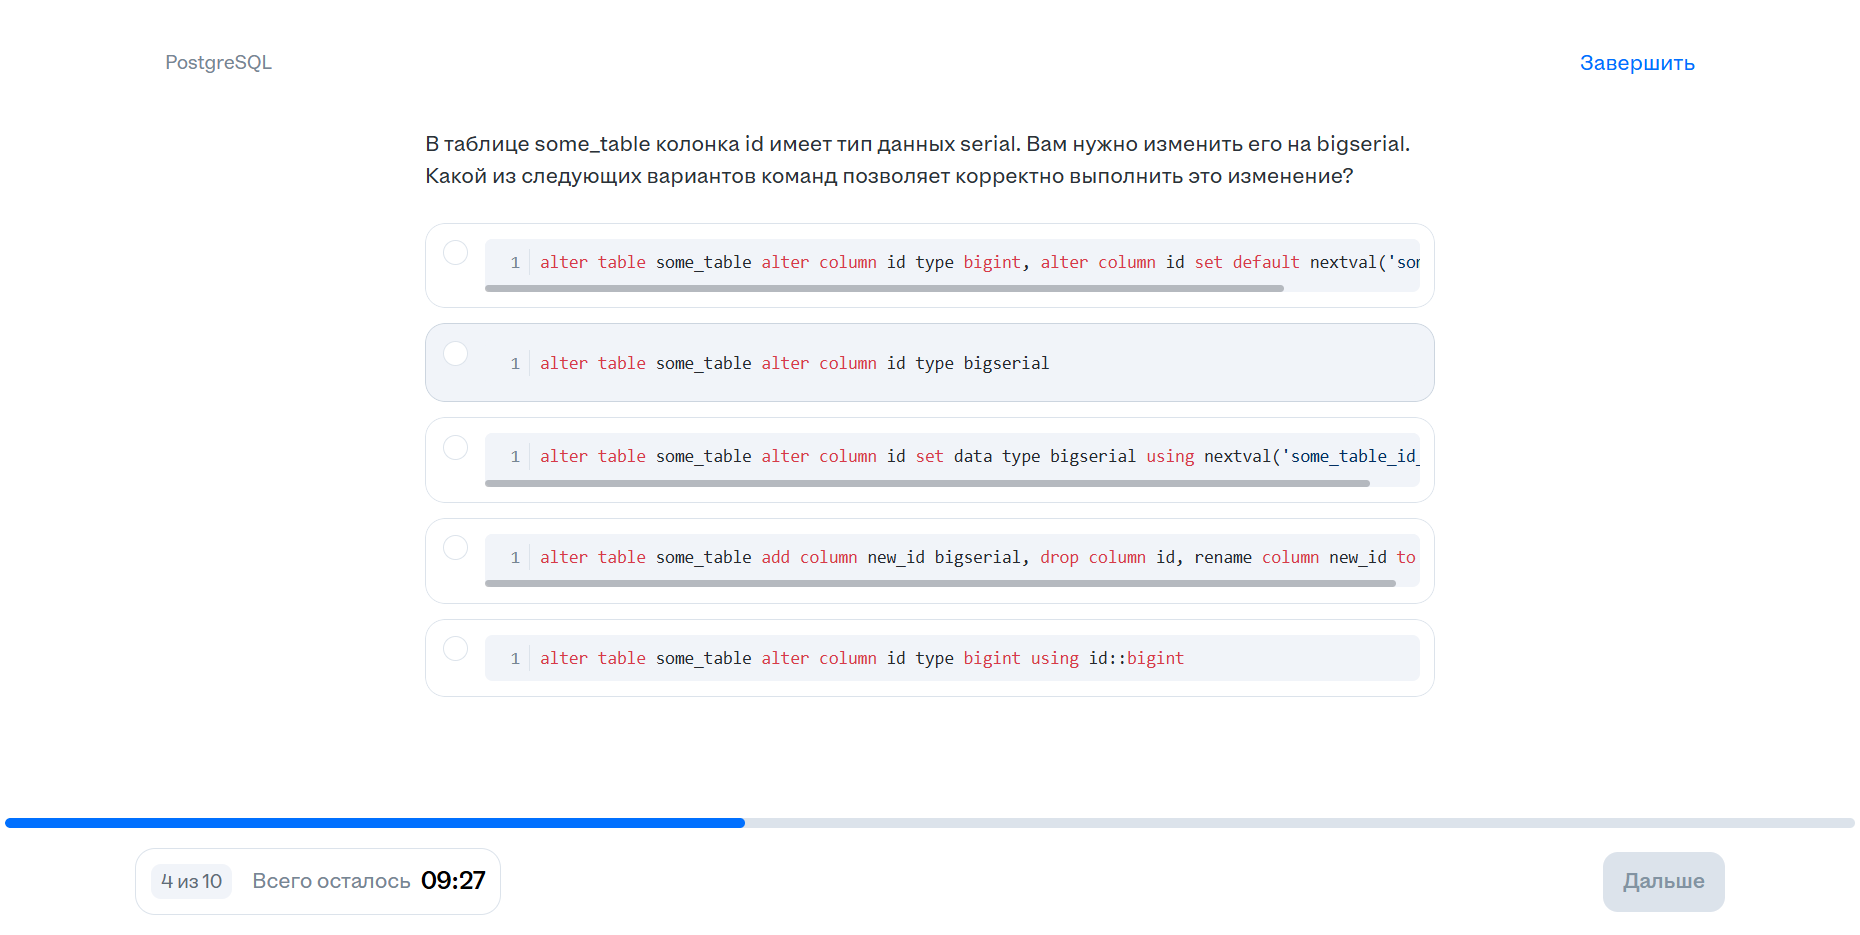 PostgreSQL
Завершить
В таблице some_table колонка id имеет тип данных serial. Вам нужно изменить его на bigserial.
Какой из следующих вариантов команд позволяет корректно выполнить это изменение?
1 alter table some_table alter column id type bigint, alter column id set default nextval('som
1 alter table some_table alter column id type bigserial
1 alter table some_table alter column id set data type bigserial using nextval('some_table_id_
1 alter table some_table add column new_id bigserial, drop column id, rename column new_id to
1 alter table some_table alter column id type bigint using id::bigint
4 из 10 Всего осталось 09:27
Дальше